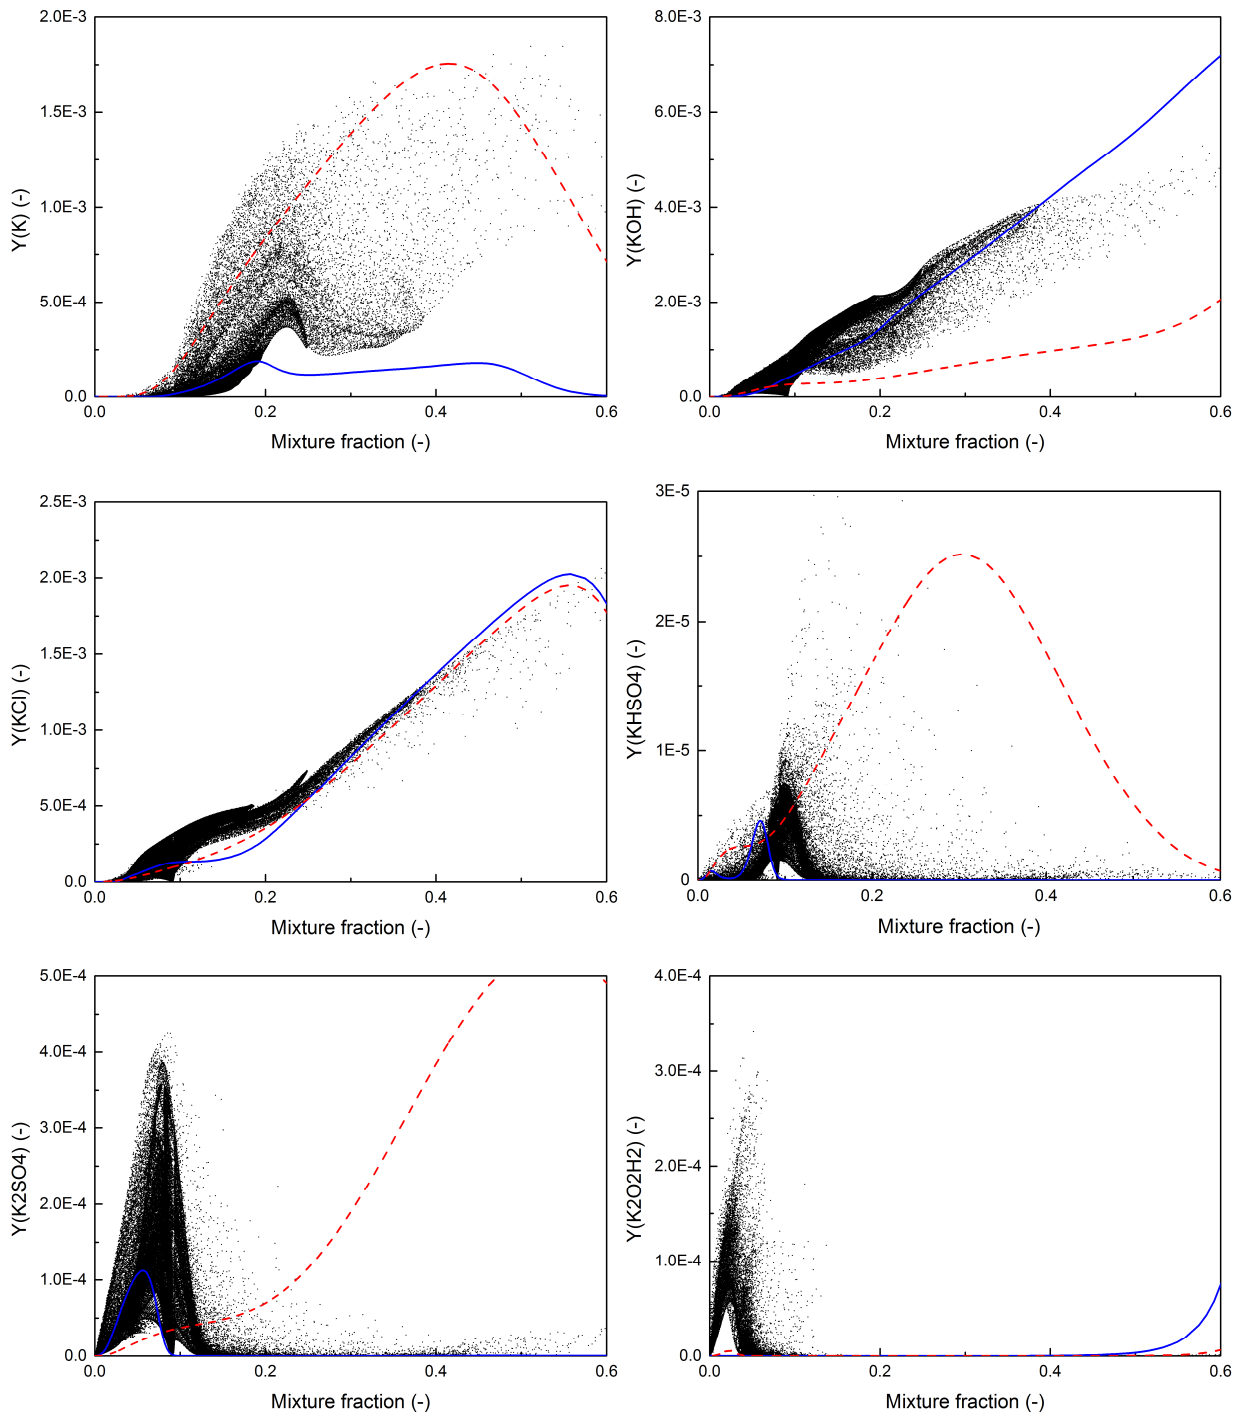 2.0E-3
1.5E-3
1.0E-3
5.0E-4
0.0
Y(K) (-)
0.0 0.2 0.4 0.6
Mixture fraction (-)
8.0E-3
6.0E-3
4.0E-3
2.0E-3
0.0
Y(KOH) (-)
0.0 0.2 0.4 0.6
Mixture fraction (-)
2.5E-3
2.0E-3
1.5E-3
1.0E-3
5.0E-4
0.0
Y(KCl) (-)
0.0 0.2 0.4 0.6
Mixture fraction (-)
3E-5
2E-5
1E-5
0
Y(KHSO4) (-)
0.0 0.2 0.4 0.6
Mixture fraction (-)
5.0E-4
4.0E-4
3.0E-4
2.0E-4
1.0E-4
0.0
Y(K2SO4) (-)
0.0 0.2 0.4 0.6
Mixture fraction (-)
4.0E-4
3.0E-4
2.0E-4
1.0E-4
0.0
Y(K2O2H2) (-)
0.0 0.2 0.4 0.6
Mixture fraction (-)